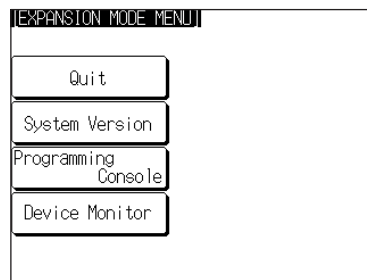 [EXPANSION MODE MENU]
Quit
System Version
Programming
Console
Device Monitor